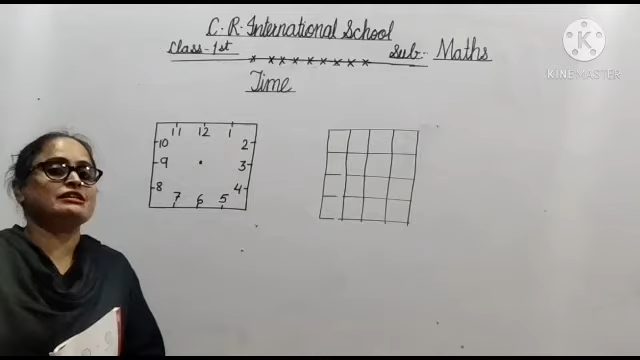 C. R. International School
Class-1st
Sub:- Maths
x x x x x x x x x x
Time
11 12 1
10 2
9 3
8 4
7 6 5
KINEMASTER